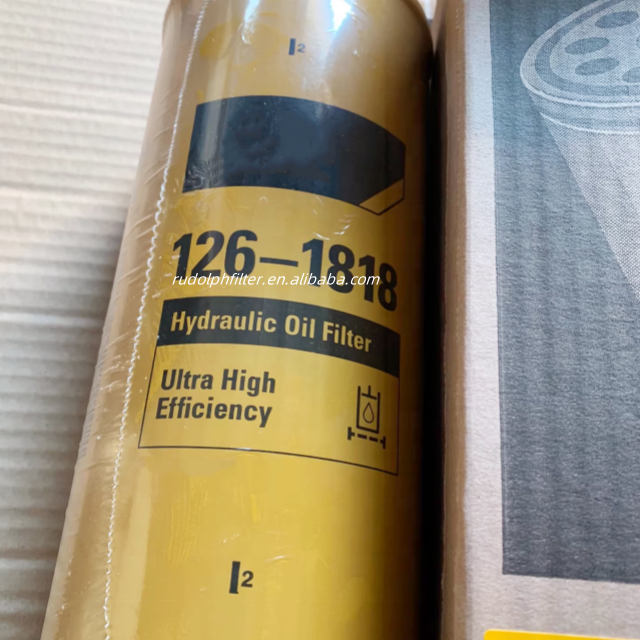 I2
126-1818
rudolphfilter.en.alibaba.com
Hydraulic Oil Filter
Ultra High
Efficiency
I2